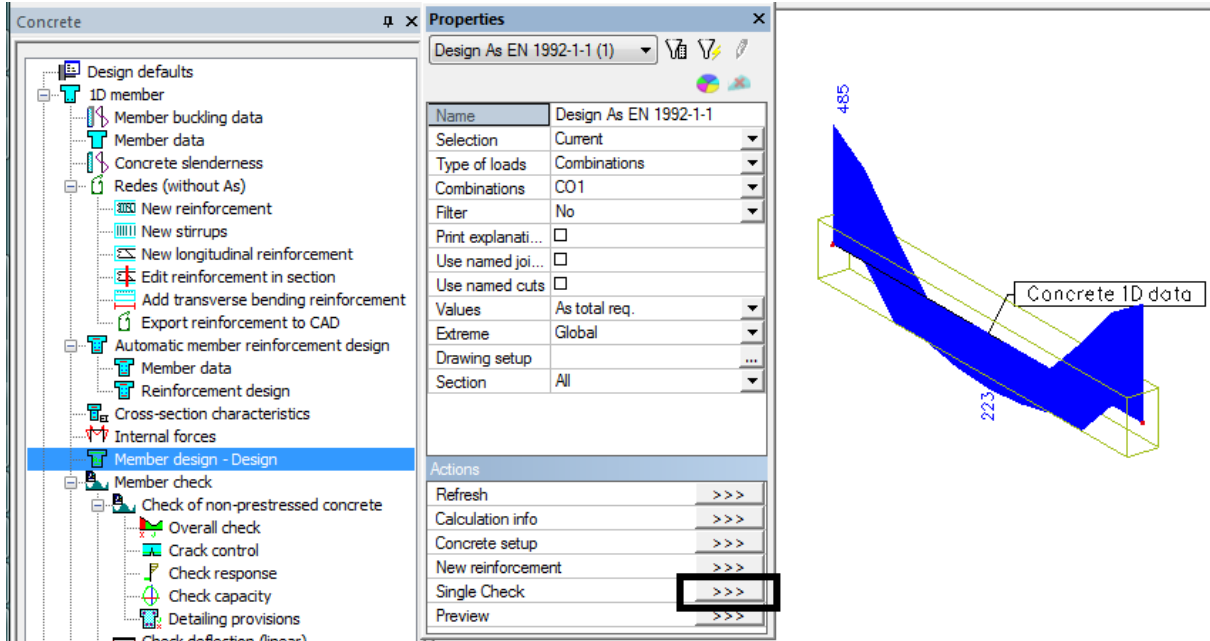 Concrete
Design defaults
1D member
Member buckling data
Member data
Concrete slenderness
Redes (without As)
New reinforcement
New stirrups
New longitudinal reinforcement
Edit reinforcement in section
Add transverse bending reinforcement
Export reinforcement to CAD
Automatic member reinforcement design
Member data
Reinforcement design
Cross-section characteristics
Internal forces
Member design - Design
Member check
Check of non-prestressed concrete
Overall check
Crack control
Check response
Check capacity
Detailing provisions
Check deflection (linear)
Properties
Design As EN 1992-1-1 (1)
Name Design As EN 1992-1-1
Selection Current
Type of loads Combinations
Combinations CO1
Filter No
Print explanati...
Use named joi...
Use named cuts
Values As total req.
Extreme Global
Drawing setup ...
Section All
Actions
Refresh >>>
Calculation info >>>
Concrete setup >>>
New reinforcement >>>
Single Check >>>
Preview >>>
485
Concrete 1D data
223